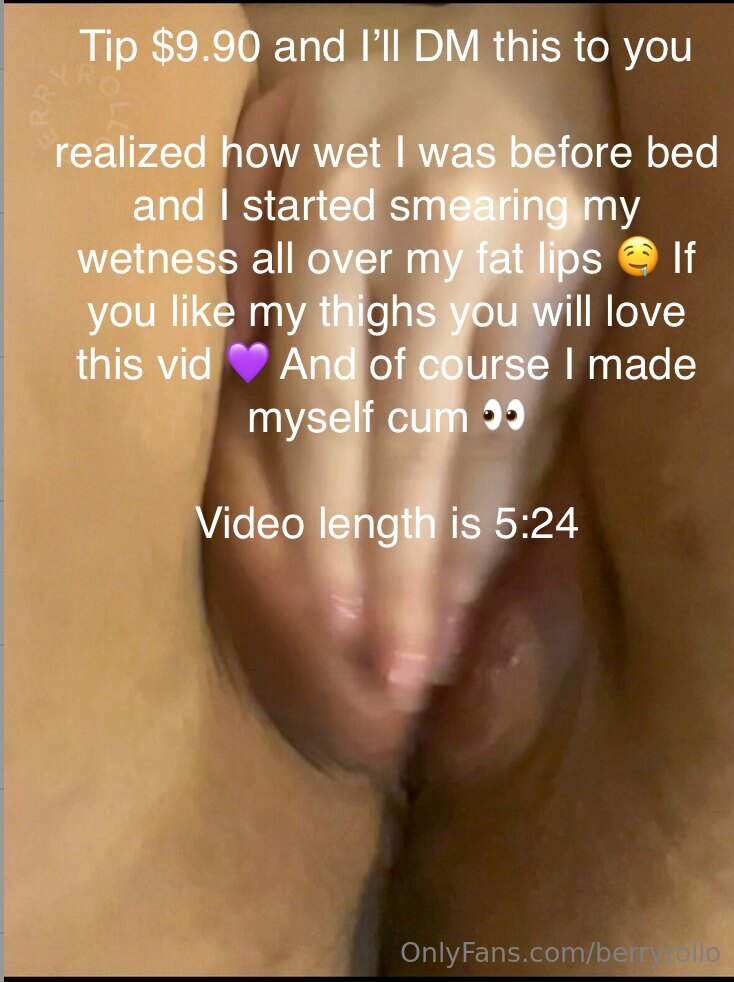 Tip $9.90 and I’ll DM this to you
realized how wet I was before bed
and I started smearing my
wetness all over my fat lips 🤤 If
you like my thighs you will love
this vid 💜 And of course I made
myself cum 👀
Video length is 5:24
OnlyFans.com/berryrollo